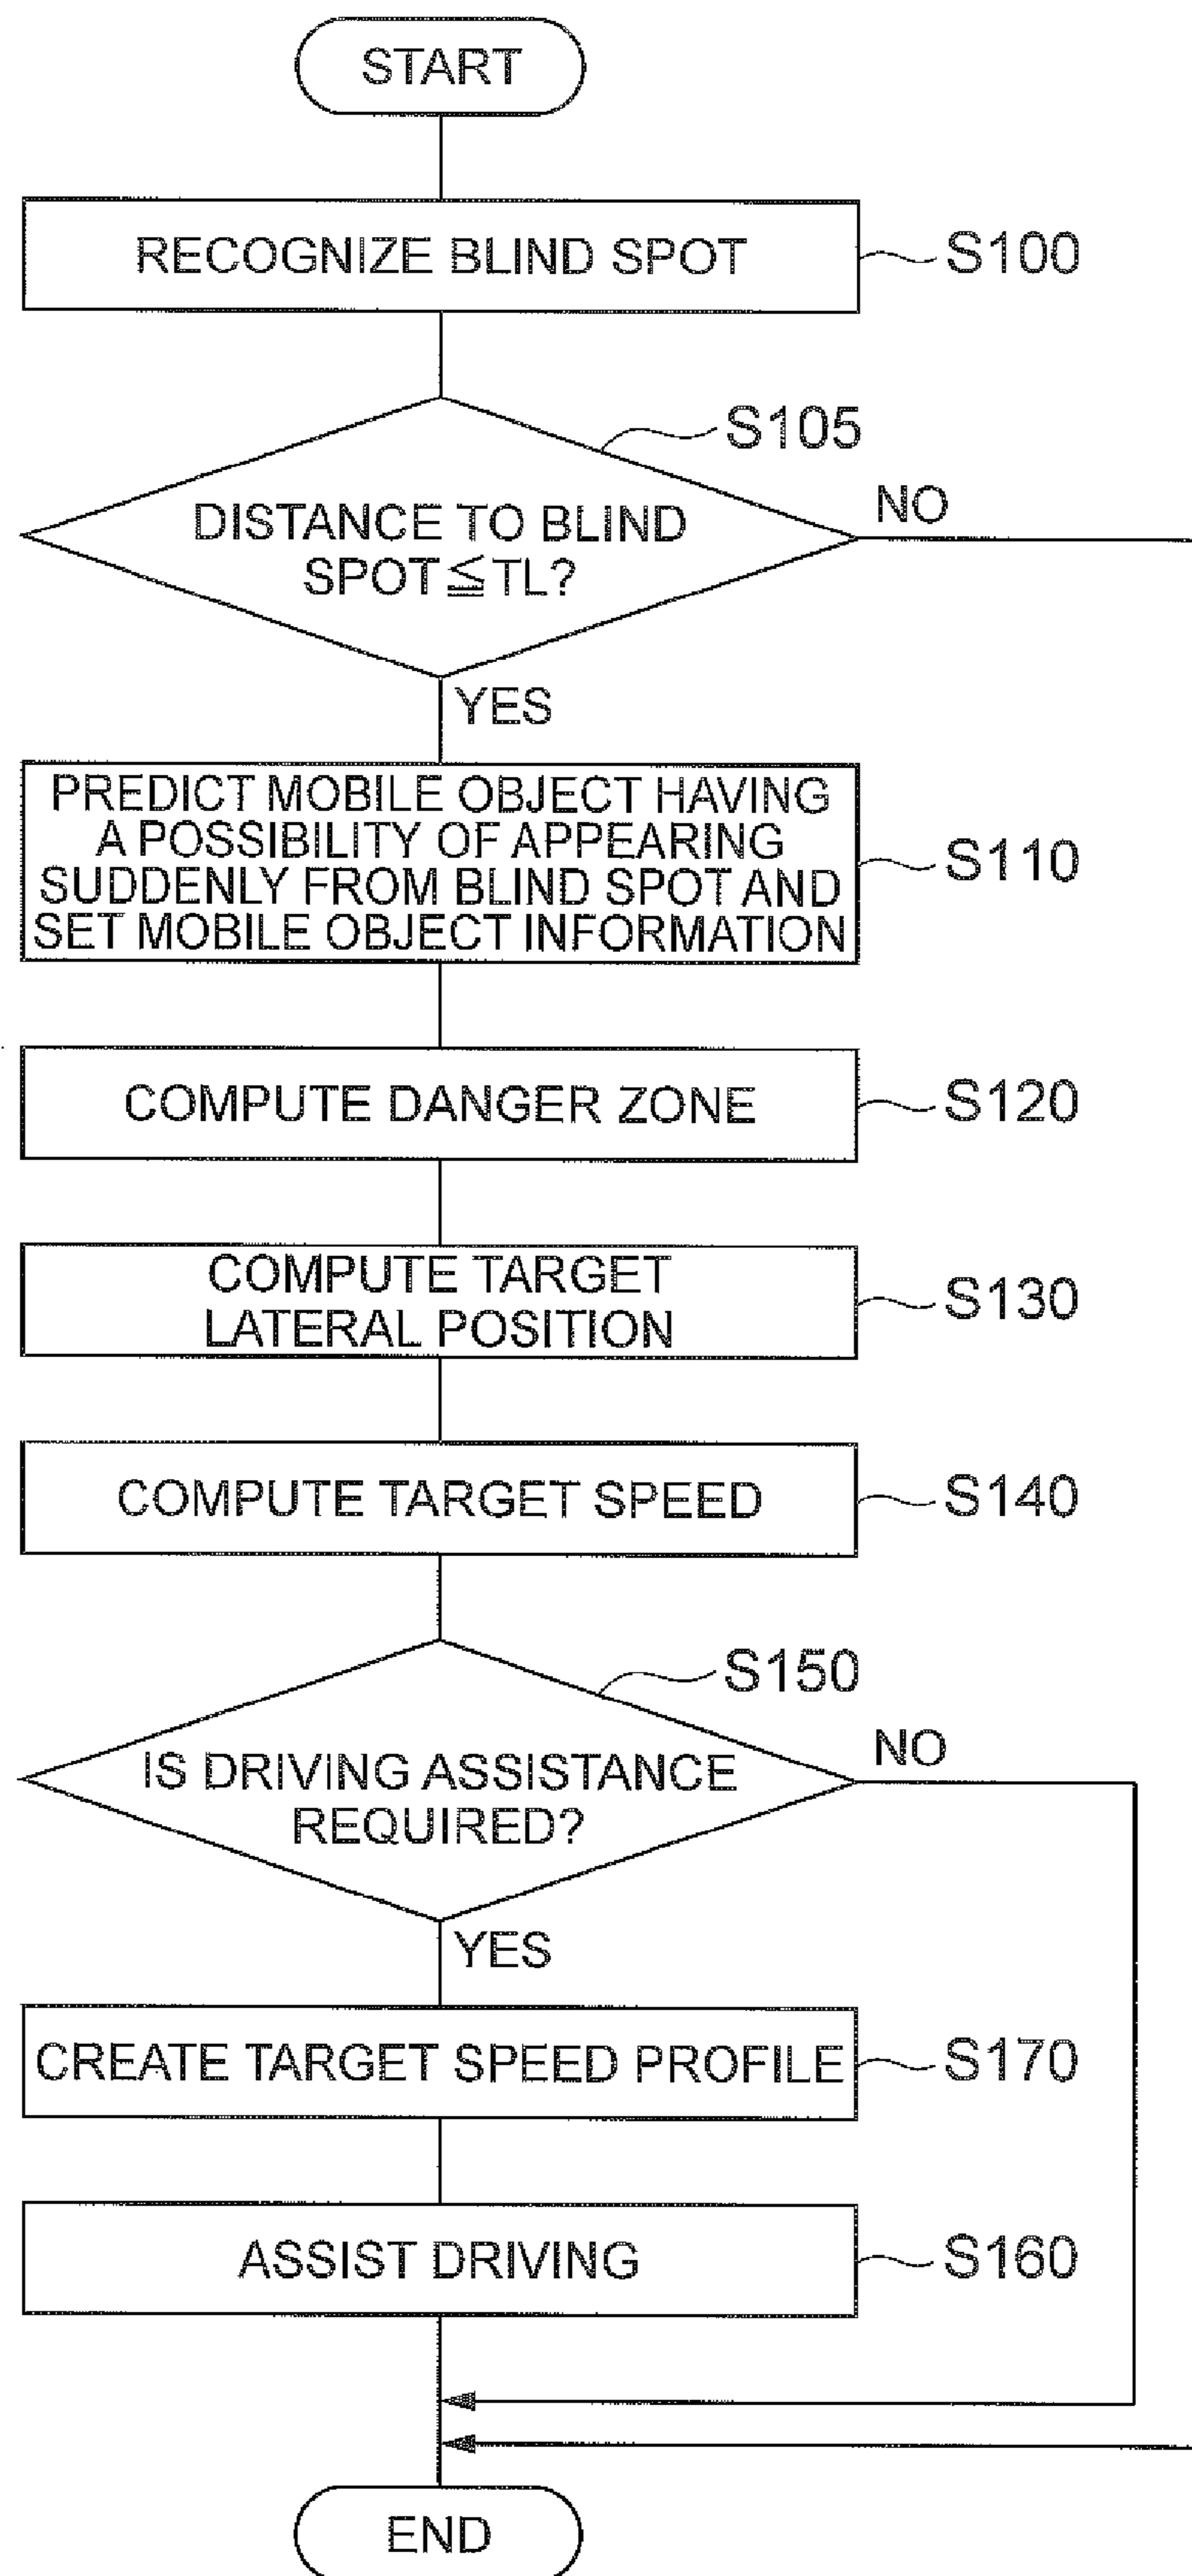 START
RECOGNIZE BLIND SPOT
S100
S105
DISTANCE TO BLIND
SPOT≦TL?
NO
YES
PREDICT MOBILE OBJECT HAVING
A POSSIBILITY OF APPEARING
SUDDENLY FROM BLIND SPOT AND
SET MOBILE OBJECT INFORMATION
S110
COMPUTE DANGER ZONE
S120
COMPUTE TARGET
LATERAL POSITION
S130
COMPUTE TARGET SPEED
S140
S150
IS DRIVING ASSISTANCE
REQUIRED?
NO
YES
CREATE TARGET SPEED PROFILE
S170
ASSIST DRIVING
S160
END